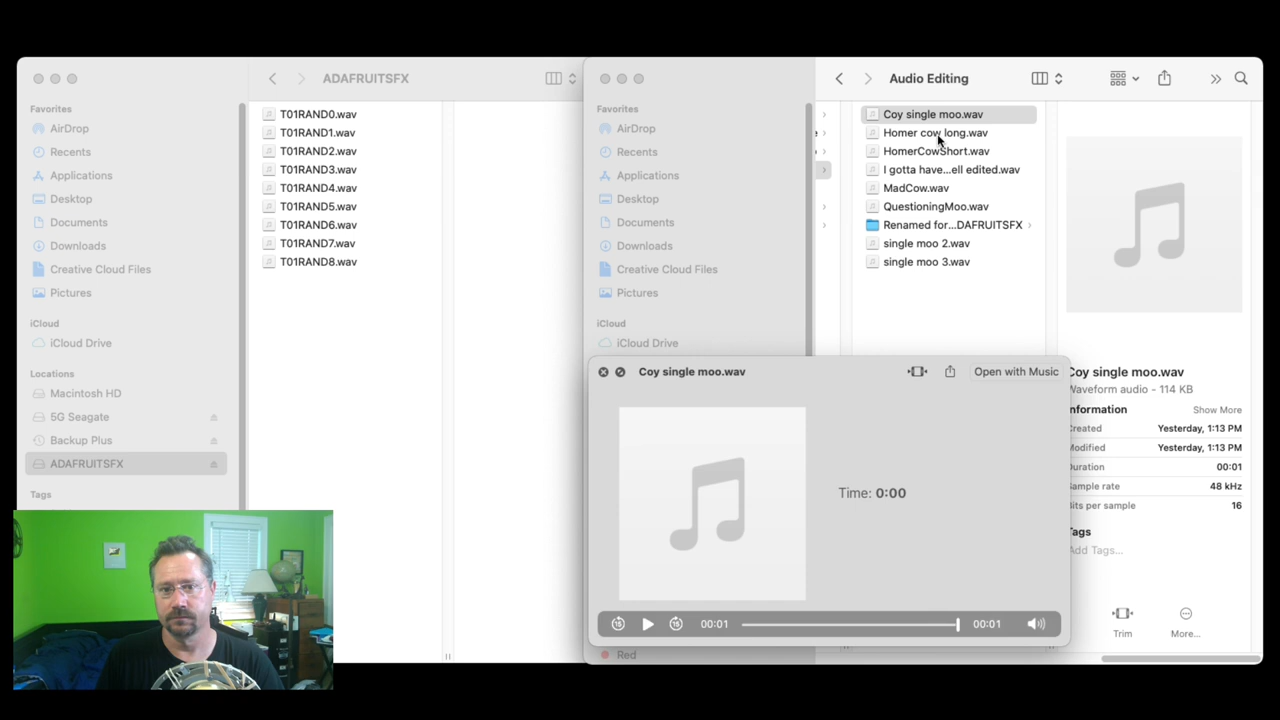 ADAFRUITSFX
Favorites
AirDrop
Recents
Applications
Desktop
Documents
Downloads
Creative Cloud Files
Pictures
iCloud
iCloud Drive
Locations
Macintosh HD
5G Seagate
Backup Plus
ADAFRUITSFX
Tags
T01RAND0.wav
T01RAND1.wav
T01RAND2.wav
T01RAND3.wav
T01RAND4.wav
T01RAND5.wav
T01RAND6.wav
T01RAND7.wav
T01RAND8.wav
Audio Editing
Favorites
AirDrop
Recents
Applications
Desktop
Documents
Downloads
Creative Cloud Files
Pictures
iCloud
iCloud Drive
Red
Coy single moo.wav
Homer cow long.wav
HomerCowShort.wav
I gotta have...ell edited.wav
MadCow.wav
QuestioningMoo.wav
Renamed for...DAFRUITSFX
single moo 2.wav
single moo 3.wav
Coy single moo.wav
Open with Music
Time: 0:00
15
15
00:01
00:01
Coy single moo.wav
Waveform audio - 114 KB
nformation Show More
Created Yesterday, 1:13 PM
Modified Yesterday, 1:13 PM
Duration 00:01
Sample rate 48 kHz
Bits per sample 16
Tags
Add Tags...
Trim
More...